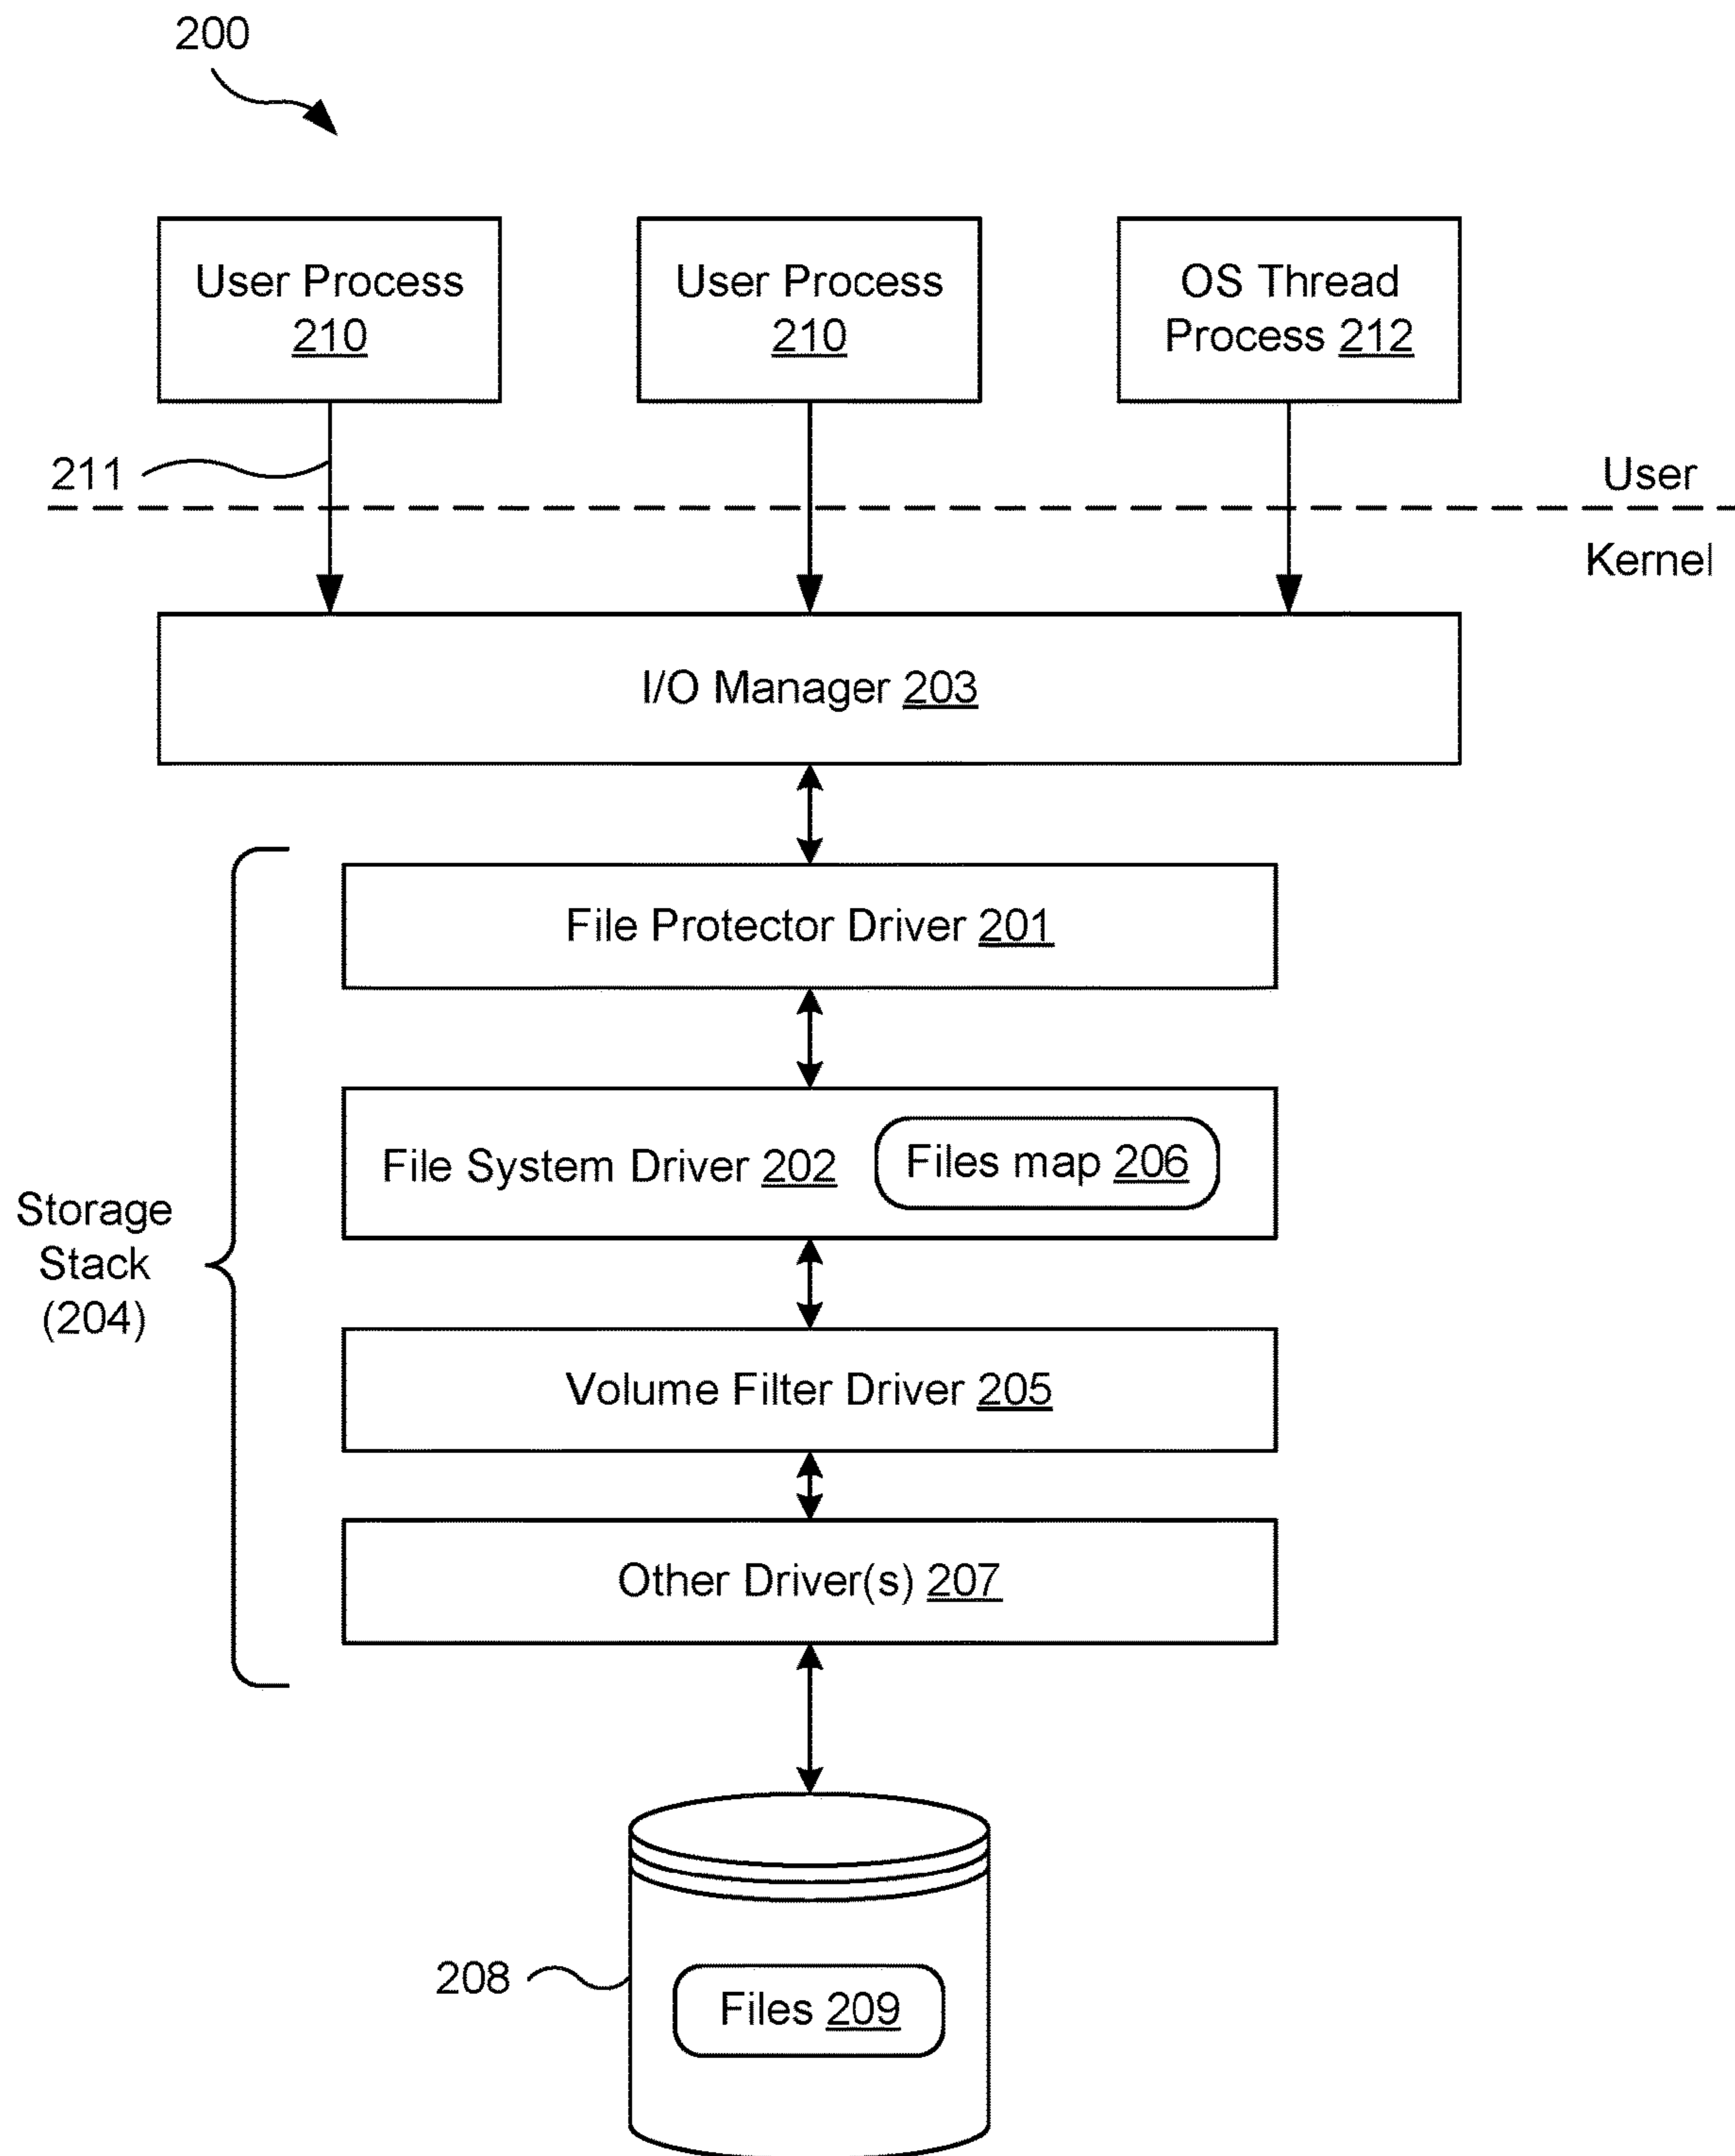 200
User Process
210
User Process
210
OS Thread
Process 212
211
User
Kernel
I/O Manager 203
File Protector Driver 201
File System Driver 202
Files map 206
Storage
Stack
(204)
Volume Filter Driver 205
Other Driver(s) 207
208
Files 209